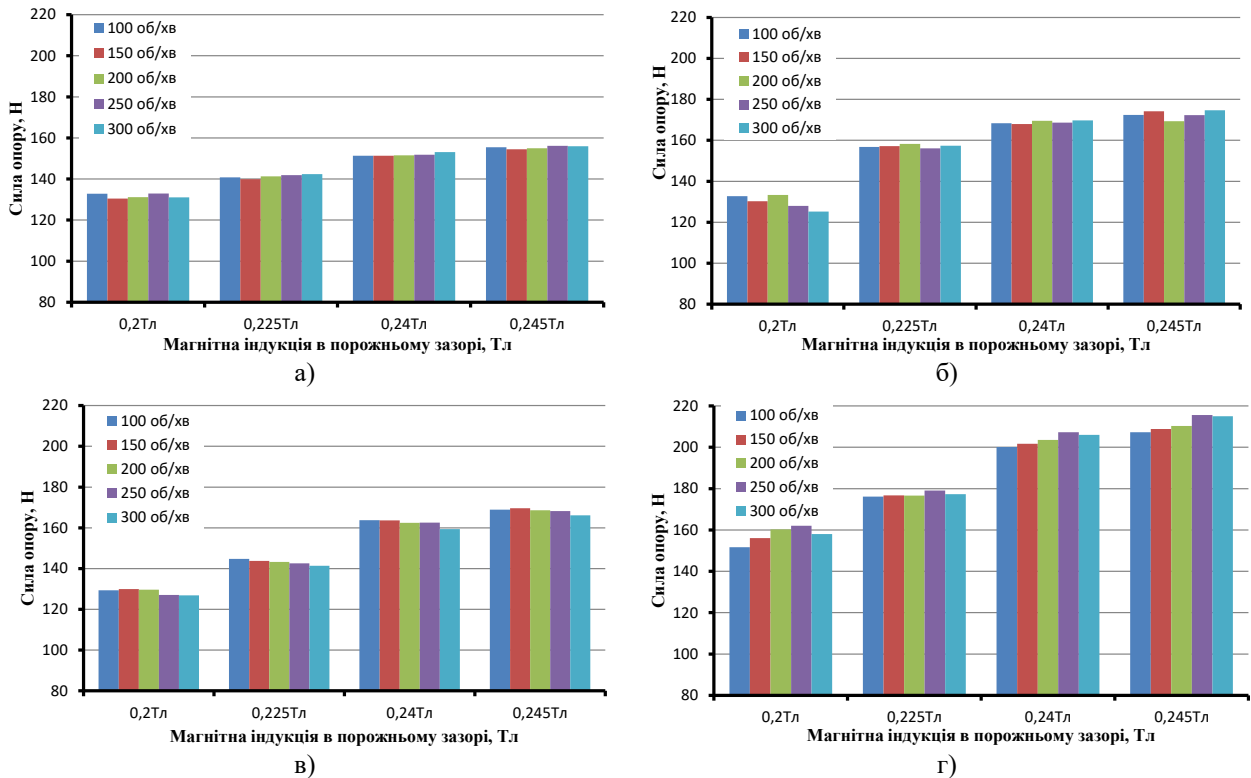 220
200
180
160
140
120
100
80
Сила опору, Н
100 об/хв
150 об/хв
200 об/хв
250 об/хв
300 об/хв
0,2Тл 0,225Тл 0,24Тл 0,245Тл
Магнітна індукція в порожньому зазорі, Тл
а)
220
200
180
160
140
120
100
80
Сила опору, Н
100 об/хв
150 об/хв
200 об/хв
250 об/хв
300 об/хв
0,2Тл 0,225Тл 0,24Тл 0,245Тл
Магнітна індукція в порожньому зазорі, Тл
б)
220
200
180
160
140
120
100
80
Сила опору, Н
100 об/хв
150 об/хв
200 об/хв
250 об/хв
300 об/хв
0,2Тл 0,225Тл 0,24Тл 0,245Тл
Магнітна індукція в порожньому зазорі, Тл
в)
220
200
180
160
140
120
100
80
Сила опору, Н
100 об/хв
150 об/хв
200 об/хв
250 об/хв
300 об/хв
0,2Тл 0,225Тл 0,24Тл 0,245Тл
Магнітна індукція в порожньому зазорі, Тл
г)